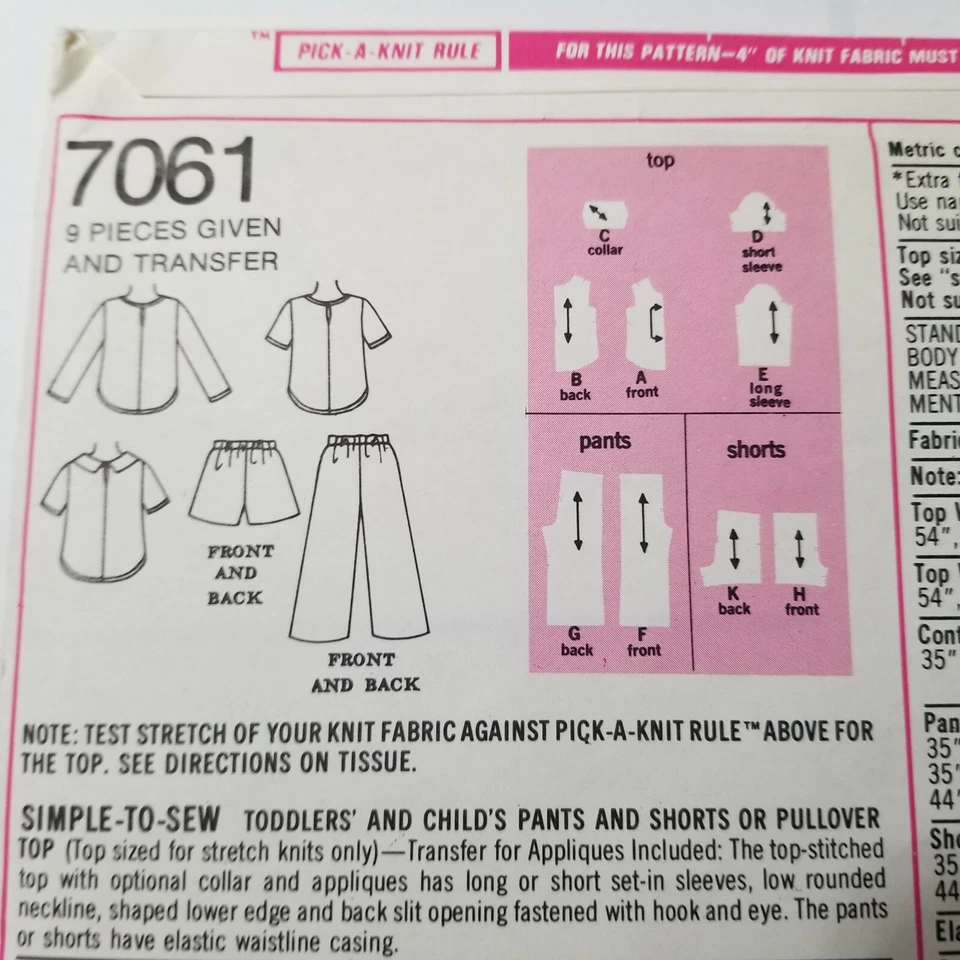 ™ PICK-A-KNIT RULE
FOR THIS PATTERN—4" OF KNIT FABRIC MUST
7061
9 PIECES GIVEN
AND TRANSFER
FRONT
AND
BACK
FRONT
AND BACK
top
C
collar
D
short
sleeve
B
back
A
front
E
long
sleeve
pants
G
back
F
front
shorts
K
back
H
front
NOTE: TEST STRETCH OF YOUR KNIT FABRIC AGAINST PICK-A-KNIT RULE™ ABOVE FOR
THE TOP. SEE DIRECTIONS ON TISSUE.
SIMPLE-TO-SEW TODDLERS' AND CHILD'S PANTS AND SHORTS OR PULLOVER
TOP (Top sized for stretch knits only)—Transfer for Appliques Included: The top-stitched
top with optional collar and appliques has long or short set-in sleeves, low rounded
neckline, shaped lower edge and back slit opening fastened with hook and eye. The pants
or shorts have elastic waistline casing.
Metric
*Extra
Use
Not
Top
See
Not
BODY
Note:
Top
54",
Top
58",
35"
35"
35"
44"
35
44